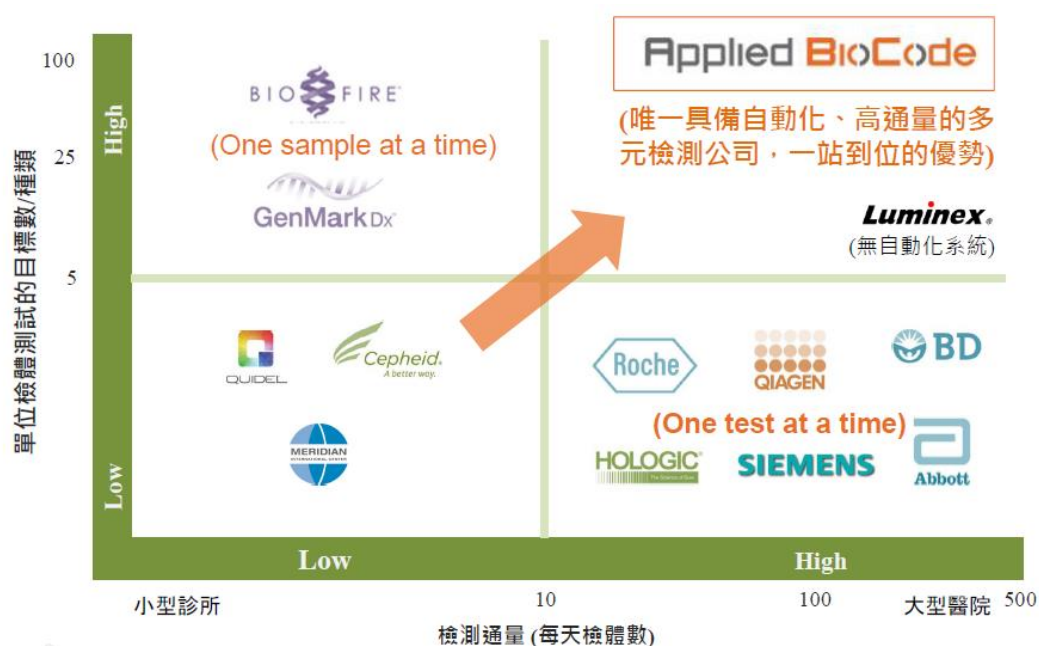 100
25
5
High
Low
單位檢體測試的目標數/種類
BIOFIRE
(One sample at a time)
GenMark Dx
Applied BioCode
(唯一具備自動化、高通量的多
元檢測公司，一站到位的優勢)
Luminex
(無自動化系統)
QUIDEL
Cepheid.
A better way.
MERIDIAN
Roche
QIAGEN
BD
(One test at a time)
HOLOGIC
SIEMENS
Abbott
Low
High
小型診所
10
100
大型醫院
500
檢測通量 (每天檢體數)